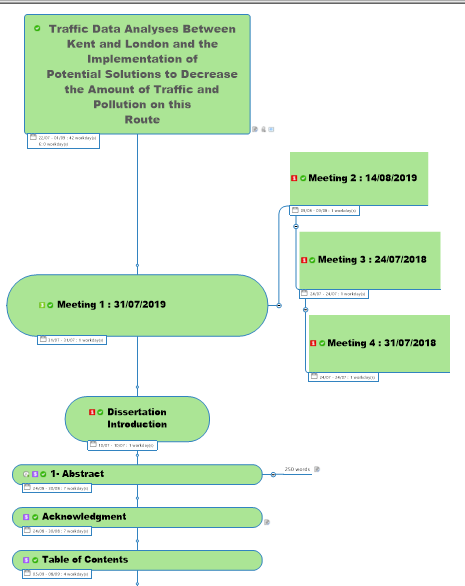 Traffic Data Analyses Between
Kent and London and the
Implementation of
Potential Solutions to Decrease
the Amount of Traffic and
Pollution on this
Route
Meeting 2 : 14/08/2019
Meeting 3 : 24/07/2018
Meeting 1 : 31/07/2019
Meeting 4 : 31/07/2018
Dissertation
Introduction
1- Abstract
250 words
Acknowledgment
Table of Contents